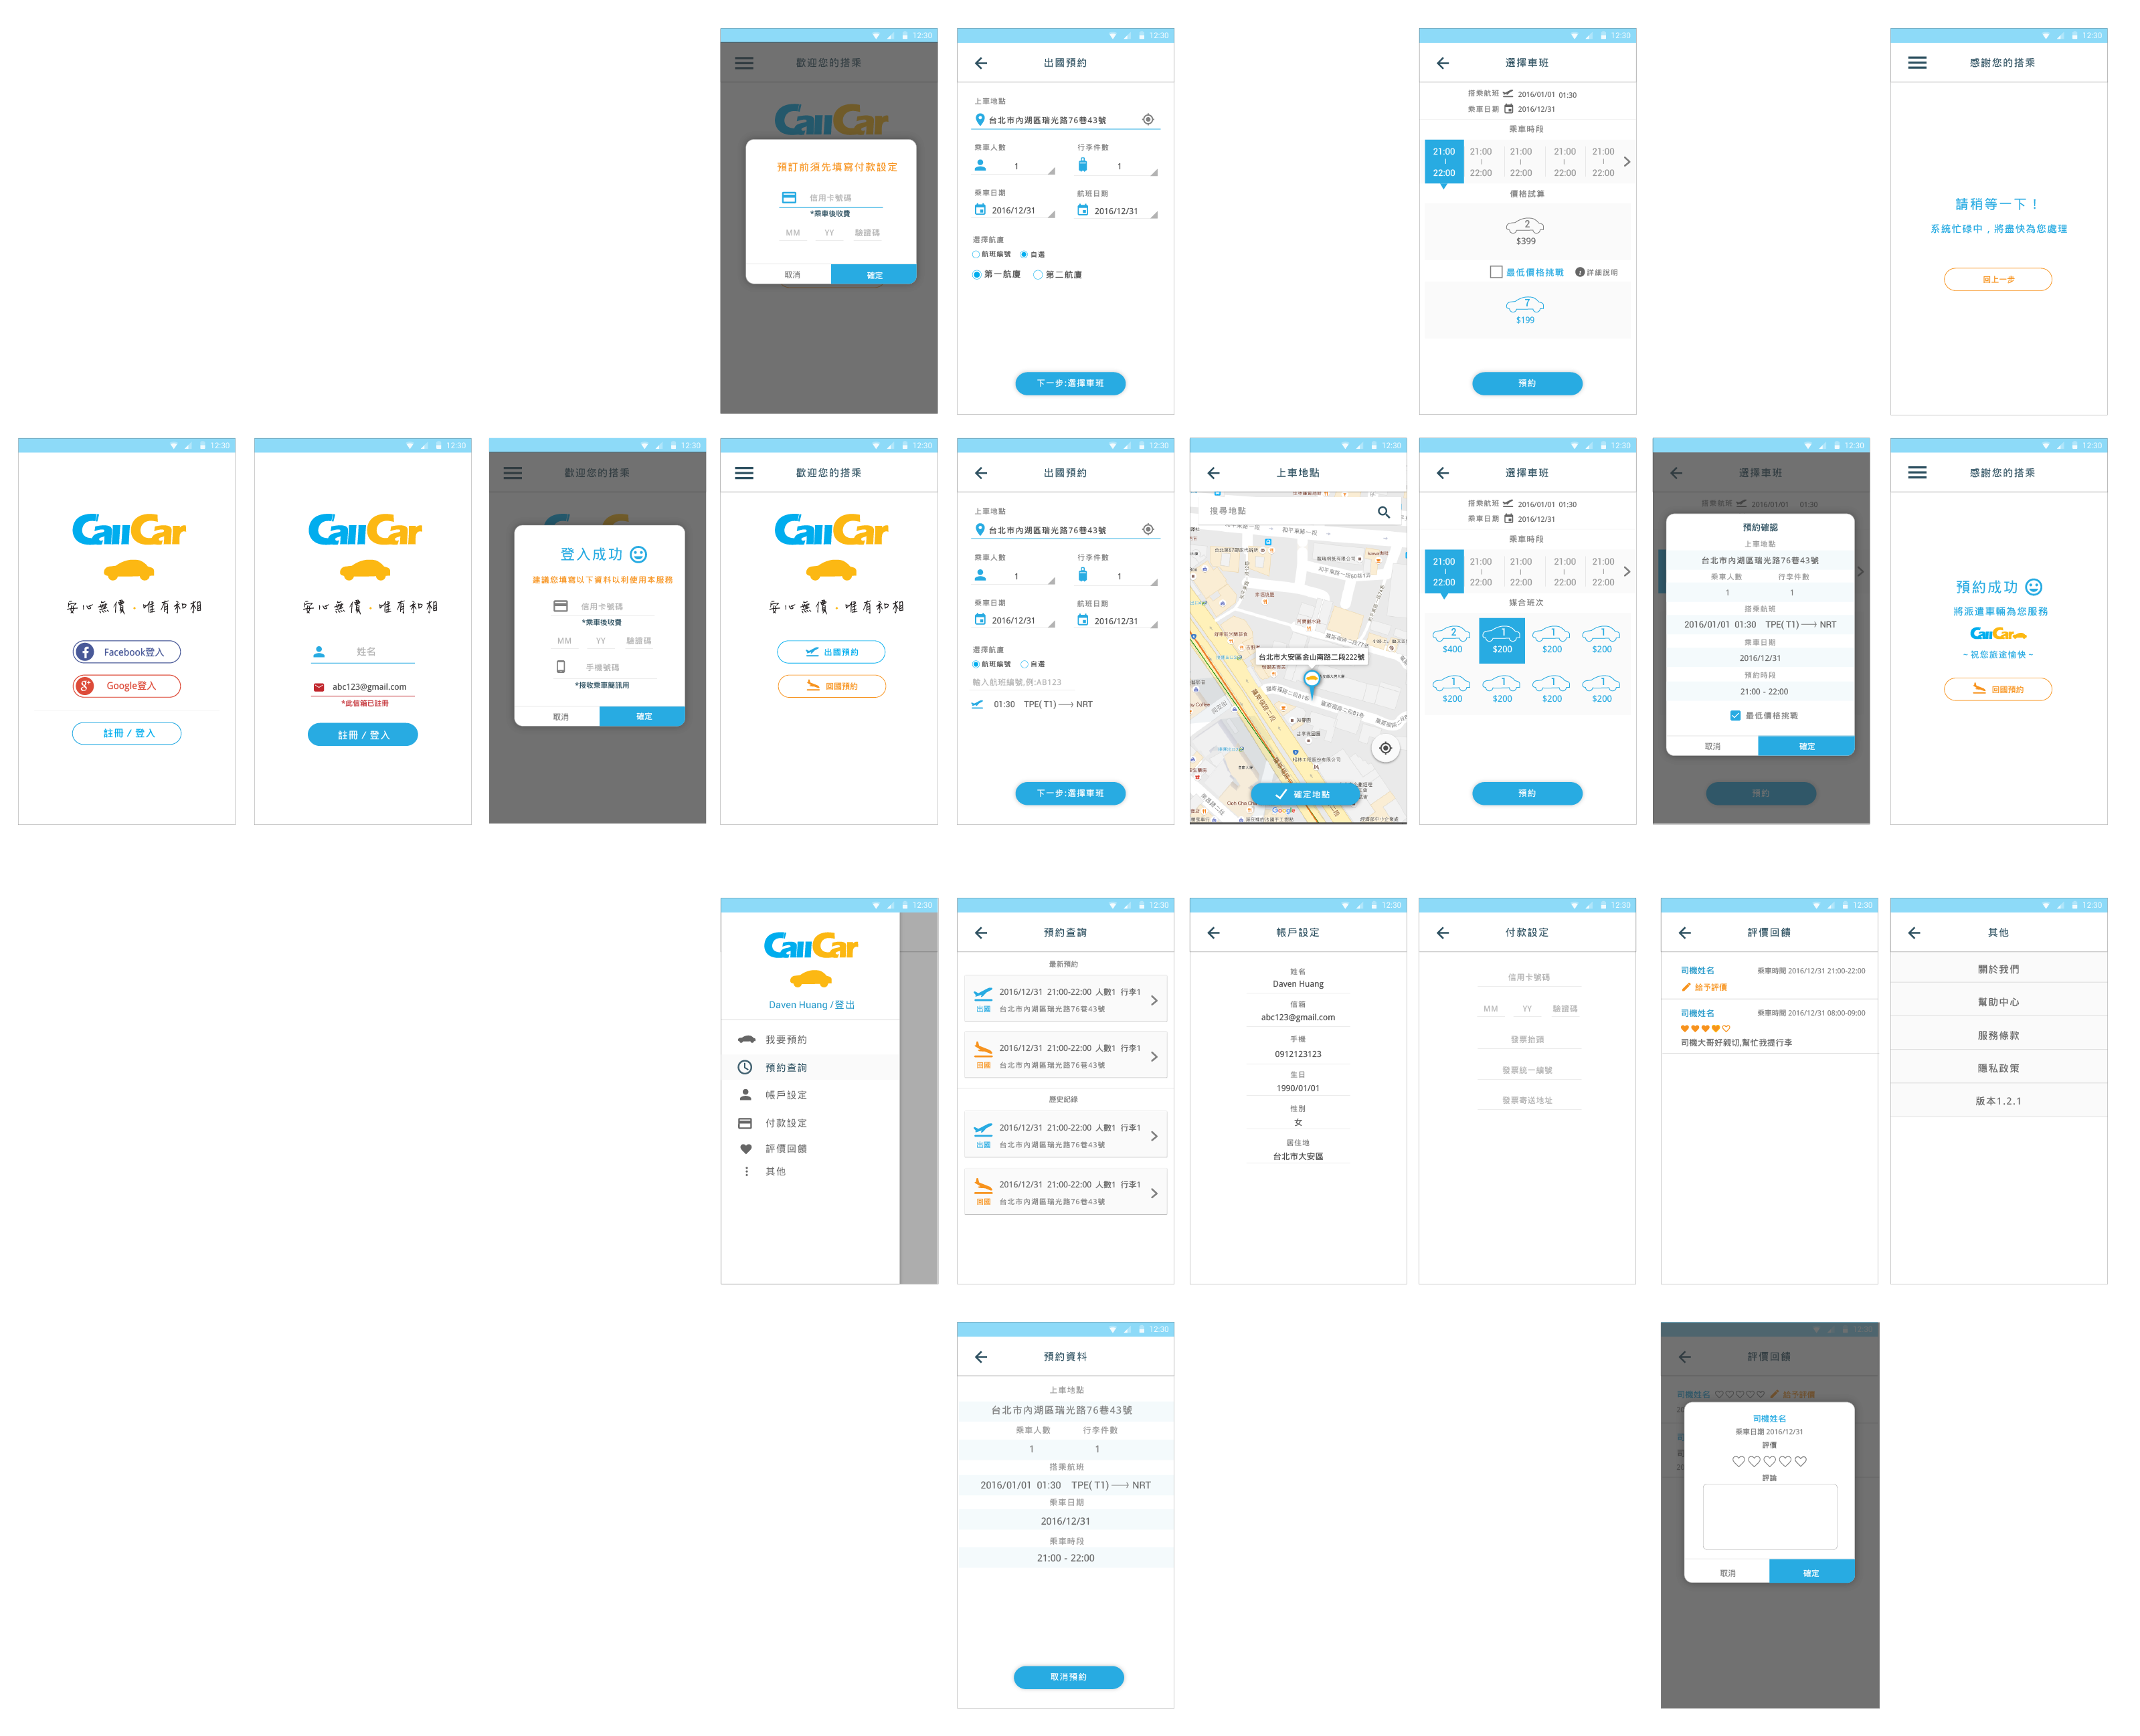 12:30
歡迎您的搭乘
CallCar
預訂前須先填寫付款設定
信用卡號碼
*乘車後收費
MM YY 驗證碼
取消 確定
12:30
出國預約
上車地點
台北市內湖區瑞光路76巷43號
乘車人數 行李件數
1 1
乘車日期 航班日期
2016/12/31 2016/12/31
選擇航廈
航班編號 自選
第一航廈 第二航廈
下一步:選擇車班
12:30
選擇車班
搭乘航班 2016/01/01 01:30
乘車日期 2016/12/31
乘車時段
21:00 21:00 21:00 21:00 21:00
22:00 22:00 22:00 22:00 22:00
價格試算
2
$399
最低價格挑戰 詳細說明
7
$199
預約
12:30
感謝您的搭乘
請稍等一下！
系統忙碌中，將盡快為您處理
回上一步
12:30
CallCar
安心無價·唯有和相
Facebook登入
Google登入
註冊 / 登入
12:30
CallCar
安心無價·唯有和相
姓名
abc123@gmail.com
*此信箱已註冊
註冊 / 登入
12:30
歡迎您的搭乘
登入成功
建議您填寫以下資料以利使用本服務
信用卡號碼
*乘車後收費
MM YY 驗證碼
手機號碼
*接收乘車簡訊用
取消 確定
12:30
歡迎您的搭乘
CallCar
安心無價·唯有和相
出國預約
回國預約
12:30
出國預約
上車地點
台北市內湖區瑞光路76巷43號
乘車人數 行李件數
1 1
乘車日期 航班日期
2016/12/31 2016/12/31
選擇航廈
航班編號 自選
輸入航班編號,例:AB123
01:30 TPE( T1) → NRT
下一步:選擇車班
12:30
上車地點
搜尋地點
和平東路一段
台北市大安區金山南路二段222號
羅斯福路二段
確定地點
Google
12:30
選擇車班
搭乘航班 2016/01/01 01:30
乘車日期 2016/12/31
乘車時段
21:00 21:00 21:00 21:00 21:00
22:00 22:00 22:00 22:00 22:00
媒合班次
2 1 1 1
$400 $200 $200 $200
1 1 1 1
$200 $200 $200 $200
預約
12:30
選擇車班
搭乘航班 2016/01/01 01:30
預約確認
上車地點
台北市內湖區瑞光路76巷43號
乘車人數 行李件數
1 1
搭乘航班
2016/01/01 01:30 TPE( T1) → NRT
乘車日期
2016/12/31
預約時段
21:00 - 22:00
最低價格挑戰
取消 確定
預約
12:30
感謝您的搭乘
預約成功
將派遣車輛為您服務
CallCar
~ 祝您旅途愉快 ~
回國預約
12:30
CallCar
Daven Huang /登出
我要預約
預約查詢
帳戶設定
付款設定
評價回饋
其他
12:30
預約查詢
最新預約
2016/12/31 21:00-22:00 人數1 行李1
出國 台北市內湖區瑞光路76巷43號
2016/12/31 21:00-22:00 人數1 行李1
回國 台北市內湖區瑞光路76巷43號
歷史紀錄
2016/12/31 21:00-22:00 人數1 行李1
出國 台北市內湖區瑞光路76巷43號
2016/12/31 21:00-22:00 人數1 行李1
回國 台北市內湖區瑞光路76巷43號
12:30
帳戶設定
姓名
Daven Huang
信箱
abc123@gmail.com
手機
0912123123
生日
1990/01/01
性別
女
居住地
台北市大安區
12:30
付款設定
信用卡號碼
MM YY 驗證碼
發票抬頭
發票統一編號
發票寄送地址
12:30
評價回饋
司機姓名 乘車時間 2016/12/31 21:00-22:00
給予評價
司機姓名 乘車時間 2016/12/31 08:00-09:00
司機大哥好親切,幫忙我提行李
12:30
其他
關於我們
幫助中心
服務條款
隱私政策
版本1.2.1
12:30
預約資料
上車地點
台北市內湖區瑞光路76巷43號
乘車人數 行李件數
1 1
搭乘航班
2016/01/01 01:30 TPE( T1) → NRT
乘車日期
2016/12/31
乘車時段
21:00 - 22:00
取消預約
12:30
評價回饋
司機姓名 給予評價
司機姓名
乘車日期 2016/12/31
評價
評論
取消 確定